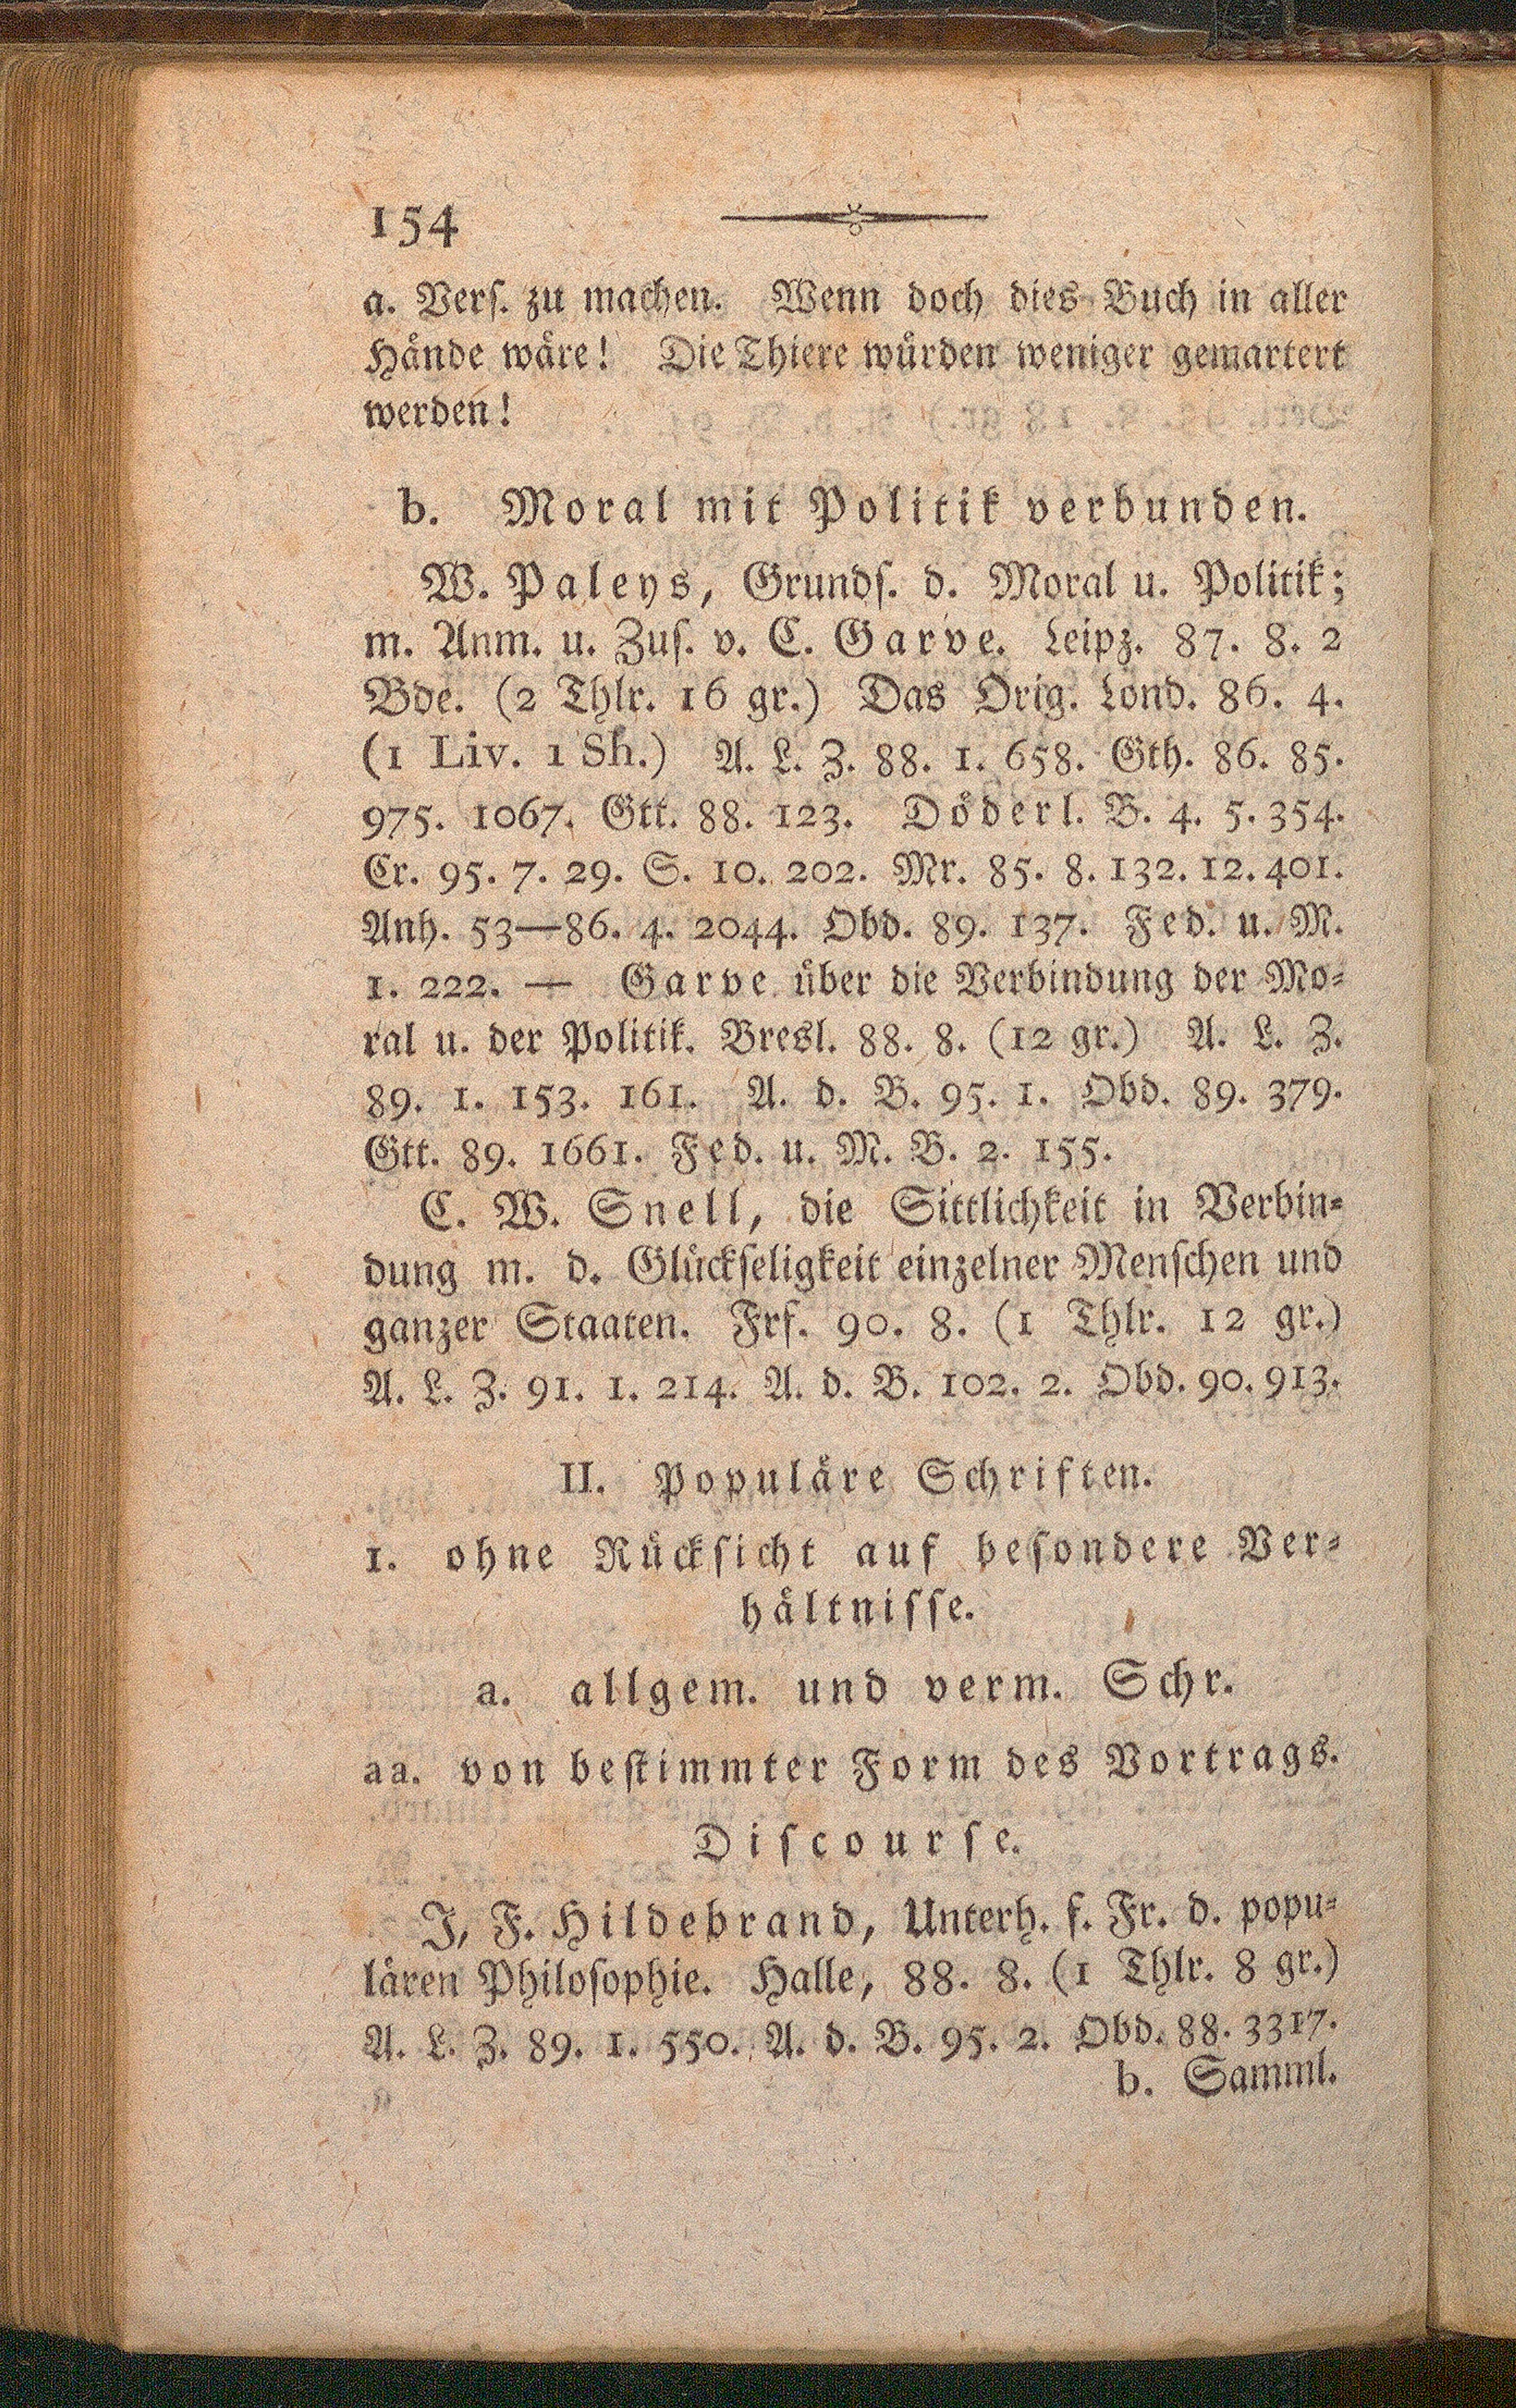 154
a. Vers. zu machen. Wenn doch dies Buch in aller
Hände wäre! Die Thiere würden weniger gemartert
werden!
b. Moral mit Politik verbunden.
W. Paleys, Grunds. d. Moral u. Politik;
m. Anm. u. Zus. v. C. Garve. Leipz. 87. 8. 2
Bde. (2 Thlr. 16 gr.) Das Orig. Lond. 86. 4.
(1 Liv. 1 Sh.) A. L. Z. 88. 1. 658. Gth. 86. 85.
975. 1067. Gtt. 88. 123. Döderl. B. 4. 5. 354.
Cr. 95. 7. 29. S. 10. 202. Mr. 85. 8. 132. 12. 401.
Anh. 53—86. 4. 2044. Obd. 89. 137. Fed. u. M.
1. 222. — Garve über die Verbindung der Mo-
ral u. der Politik. Bresl. 88. 8. (12 gr.) A. L. Z.
89. 1. 153. 161. A. d. B. 95. 1. Obd. 89. 379.
Gtt. 89. 1661. Fed. u. M. B. 2. 155.
C. W. Snell, die Sittlichkeit in Verbin-
dung m. d. Glückseligkeit einzelner Menschen und
ganzer Staaten. Frf. 90. 8. (1 Thlr. 12 gr.)
A. L. Z. 91. 1. 214. A. d. B. 102. 2. Obd. 90. 913.
II. Populäre Schriften.
1. ohne Rücksicht auf besondere Ver-
hältnisse.
a. allgem. und verm. Schr.
aa. von bestimmter Form des Vortrags.
Discourse.
J, F. Hildebrand, Unterh. f. Fr. d. popu-
lären Philosophie. Halle, 88. 8. (1 Thlr. 8 gr.)
A. L. Z. 89. 1. 550. A. d. B. 95. 2. Obd. 88. 3317.
b. Samml.